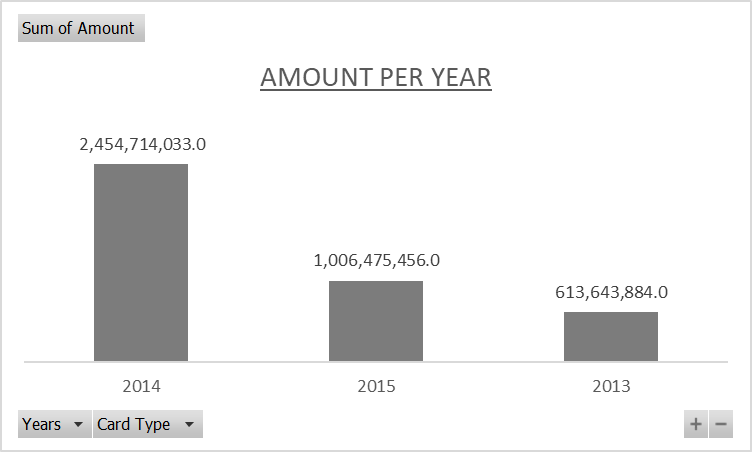 Sum of Amount
AMOUNT PER YEAR
2,454,714,033.0
1,006,475,456.0
613,643,884.0
2014 2015 2013
Years Card Type